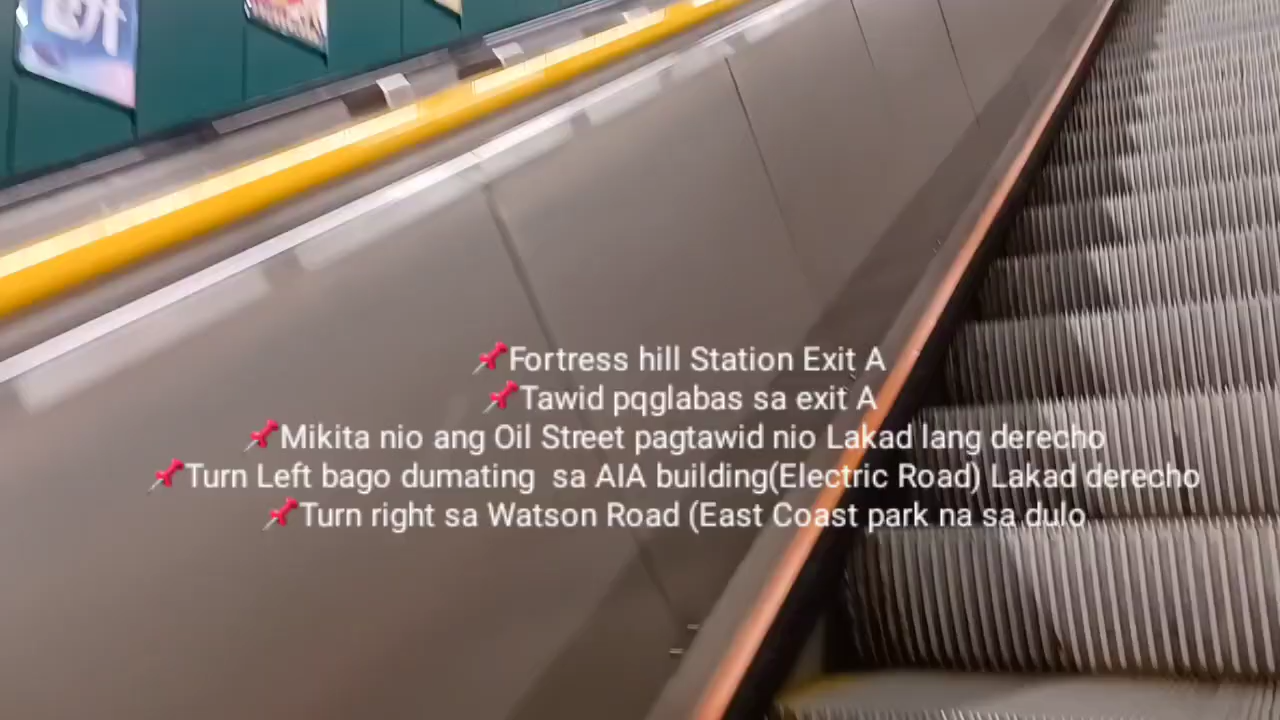 📌Fortress hill Station Exit A
📌Tawid pqglabas sa exit A
📌Mikita nio ang Oil Street pagtawid nio Lakad lang derecho
📌Turn Left bago dumating  sa AIA building(Electric Road) Lakad derecho
📌Turn right sa Watson Road (East Coast park na sa dulo